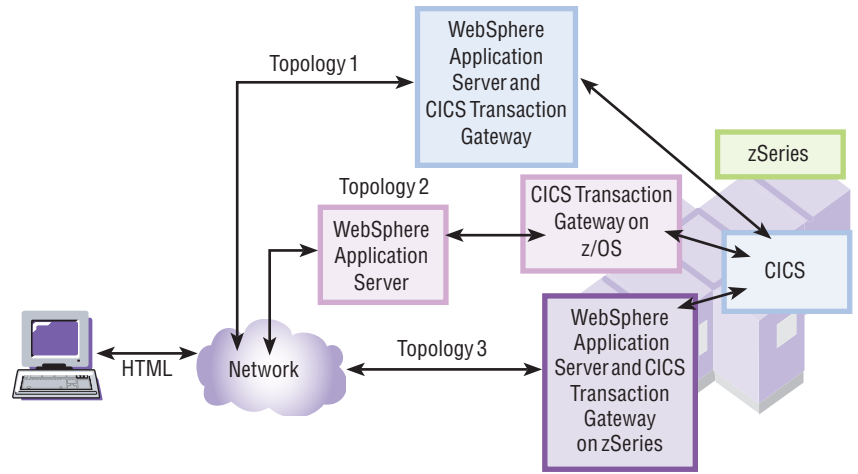 WebSphere
Application
Server and
CICS Transaction
Gateway
Topology 1
zSeries
Topology 2
CICS Transaction
Gateway on
z/OS
WebSphere
Application
Server
CICS
WebSphere
Application
Server and CICS
Transaction
Gateway
on zSeries
Topology 3
Network
HTML